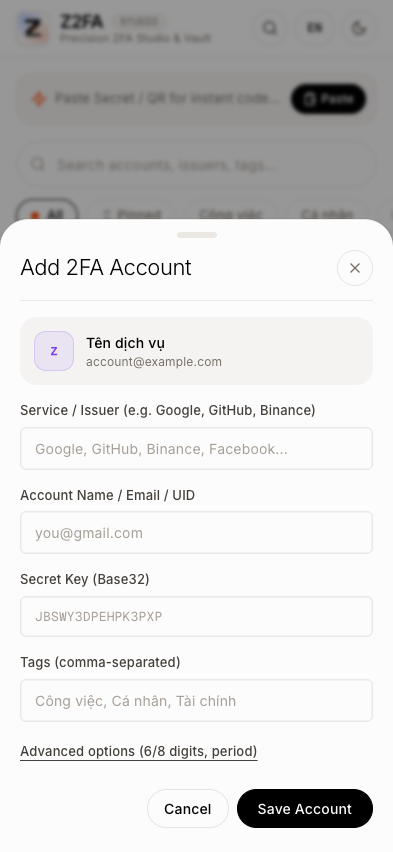 Z2FA STUDIO
Precision 2FA Studio & Vault
EN
Paste Secret / QR for instant code...
Paste
Search accounts, issuers, tags...
All
Pinned
Công việc
Cá nhân
Add 2FA Account
Z
Tên dịch vụ
account@example.com
Service / Issuer (e.g. Google, GitHub, Binance)
Google, GitHub, Binance, Facebook...
Account Name / Email / UID
you@gmail.com
Secret Key (Base32)
JBSWY3DPEHPK3PXP
Tags (comma-separated)
Công việc, Cá nhân, Tài chính
Advanced options (6/8 digits, period)
Cancel
Save Account